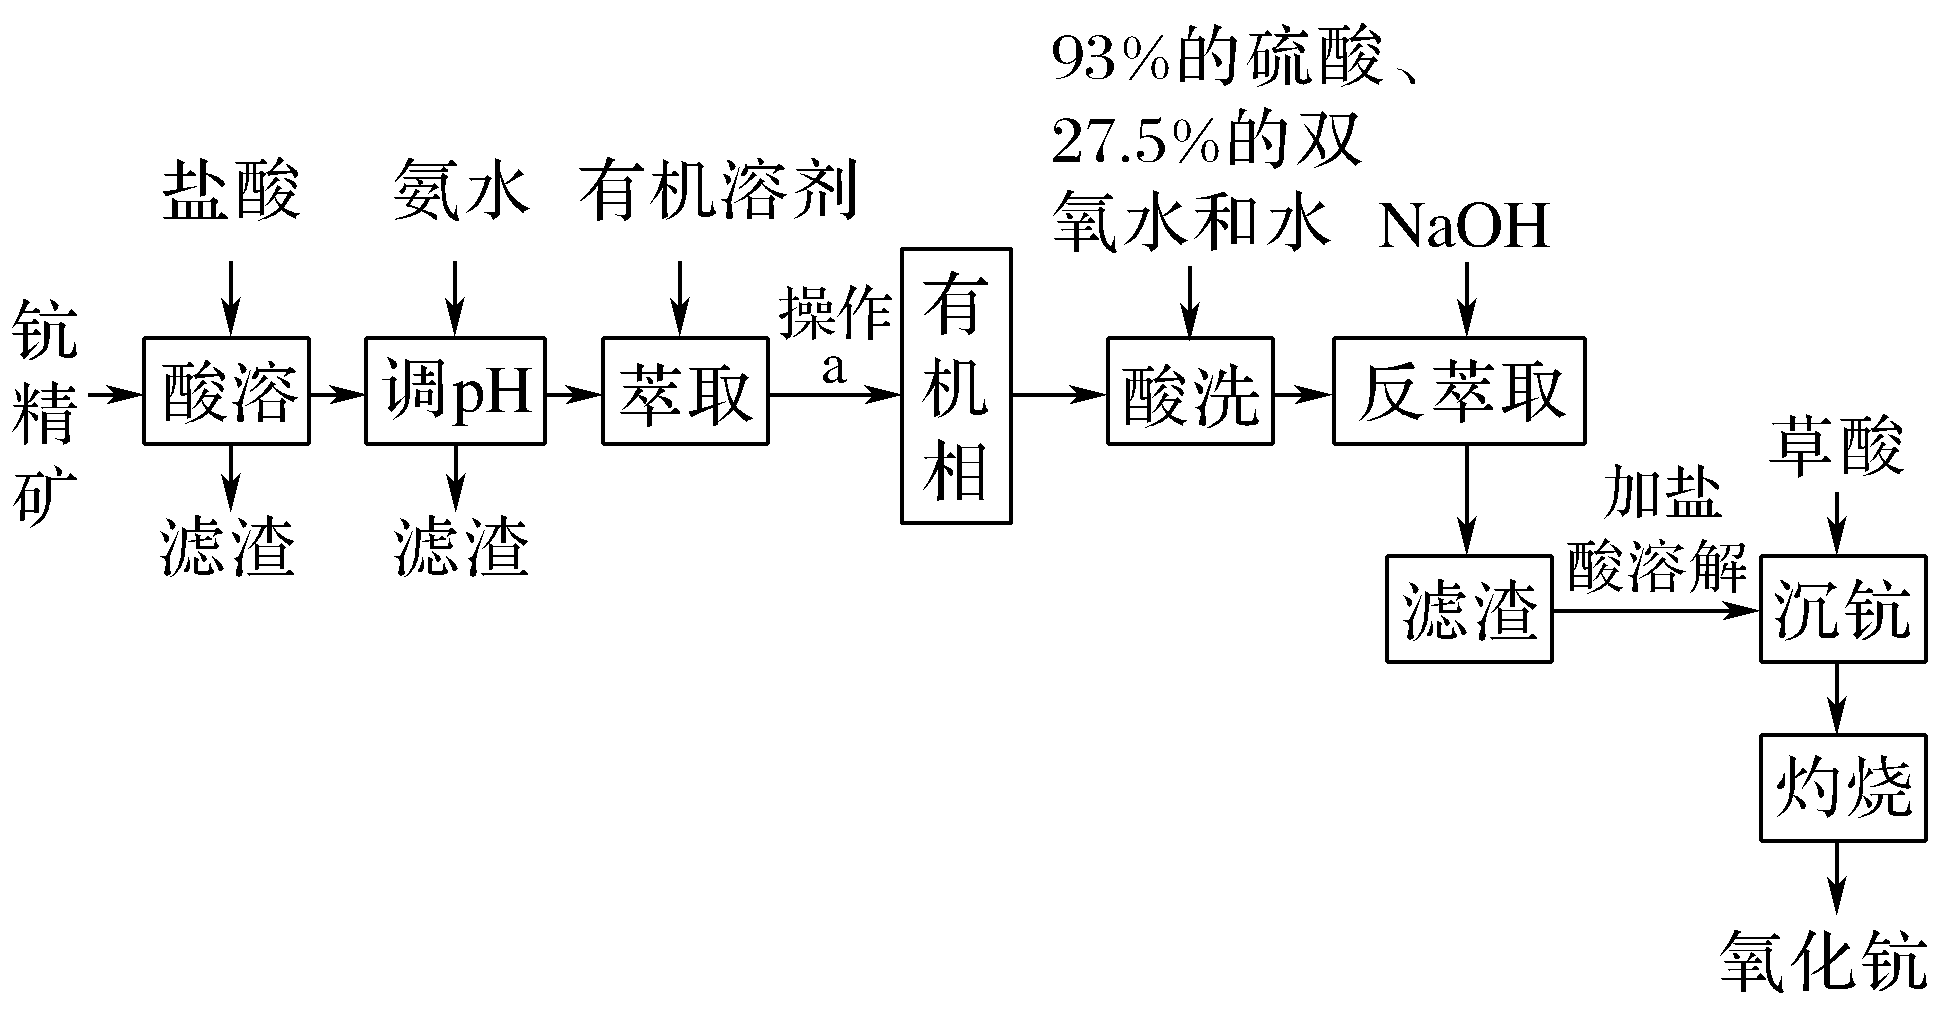 93%的硫酸、
27.5%的双
氧水和水
盐酸
氨水
有机溶剂
NaOH
钪
精
矿
酸溶
调pH
萃取
操作
a
有
机
相
酸洗
反萃取
滤渣
滤渣
滤渣
加盐
酸溶解
草酸
沉钪
灼烧
氧化钪